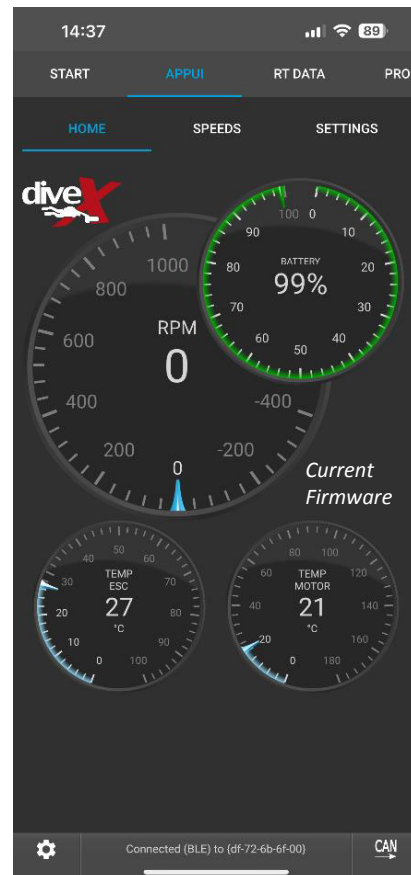 14:37
89
START
APPUI
RT DATA
PRO
HOME
SPEEDS
SETTINGS
diveX
100 0
90 10
BATTERY
80 20
99%
70 30
60 40
50
1000
800
RPM
600
0
400 -400
200 -200
0
Current
Firmware
50
40 60
TEMP
ESC
30 70
27
20 80
°C
10 90
0 100
80 100
60 120
TEMP
MOTOR
40 140
21
°C
20 160
0 180
Connected (BLE) to {df-72-6b-6f-00}
CAN